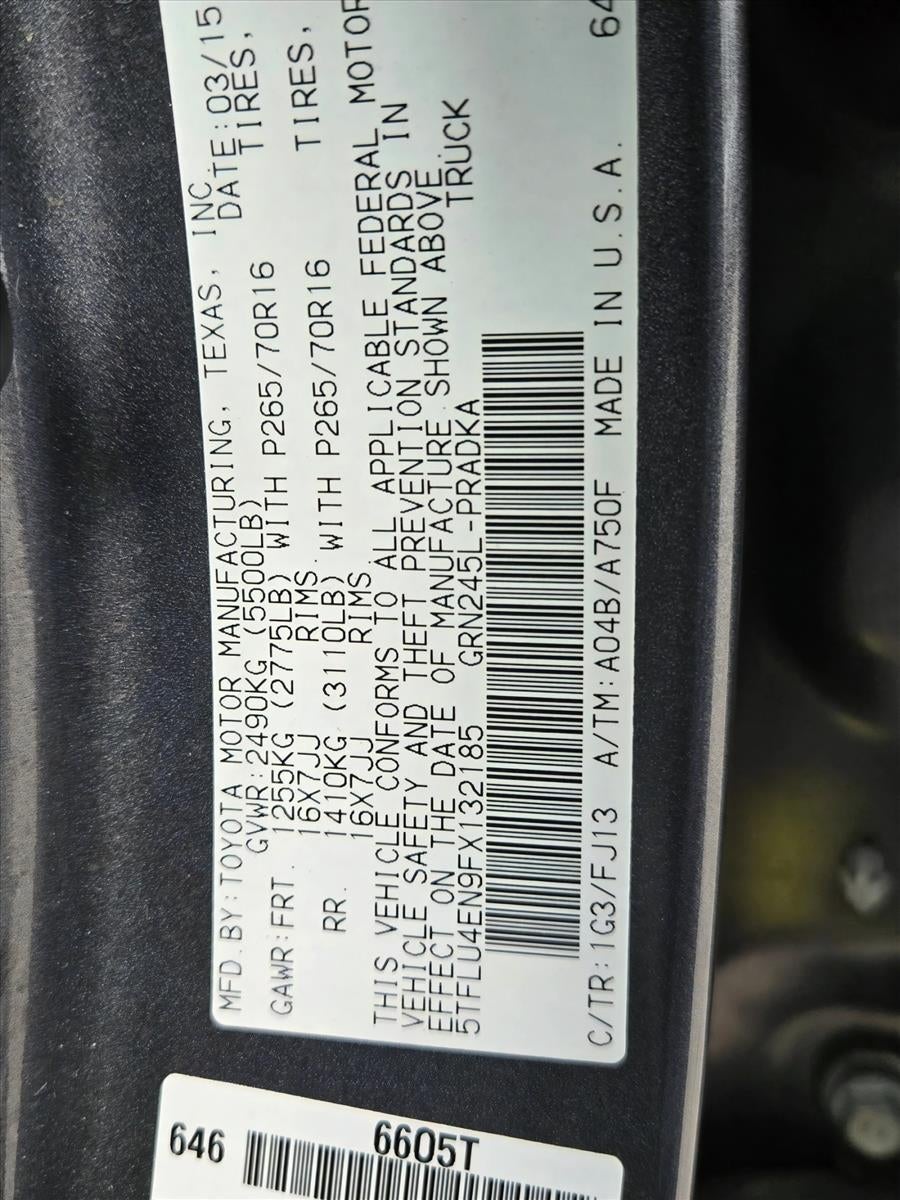 MFD.BY:TOYOTA MOTOR MANUFACTURING, TEXAS, INC.
GVWR:2490KG (5500LB) DATE:03/15
GAWR:FRT. 1255KG (2775LB) WITH P265/70R16 TIRES,
16X7JJ RIMS.
RR. 1410KG (3110LB) WITH P265/70R16 TIRES,
16X7JJ RIMS.
THIS VEHICLE CONFORMS TO ALL APPLICABLE FEDERAL MOTOR
VEHICLE SAFETY AND THEFT PREVENTION STANDARDS IN
EFFECT ON THE DATE OF MANUFACTURE SHOWN ABOVE.
5TFLU4EN9FX132185 GRN245L-PRADKA TRUCK
C/TR:1G3/FJ13 A/TM:A04B/A750F MADE IN U.S.A. 64
646 6605T